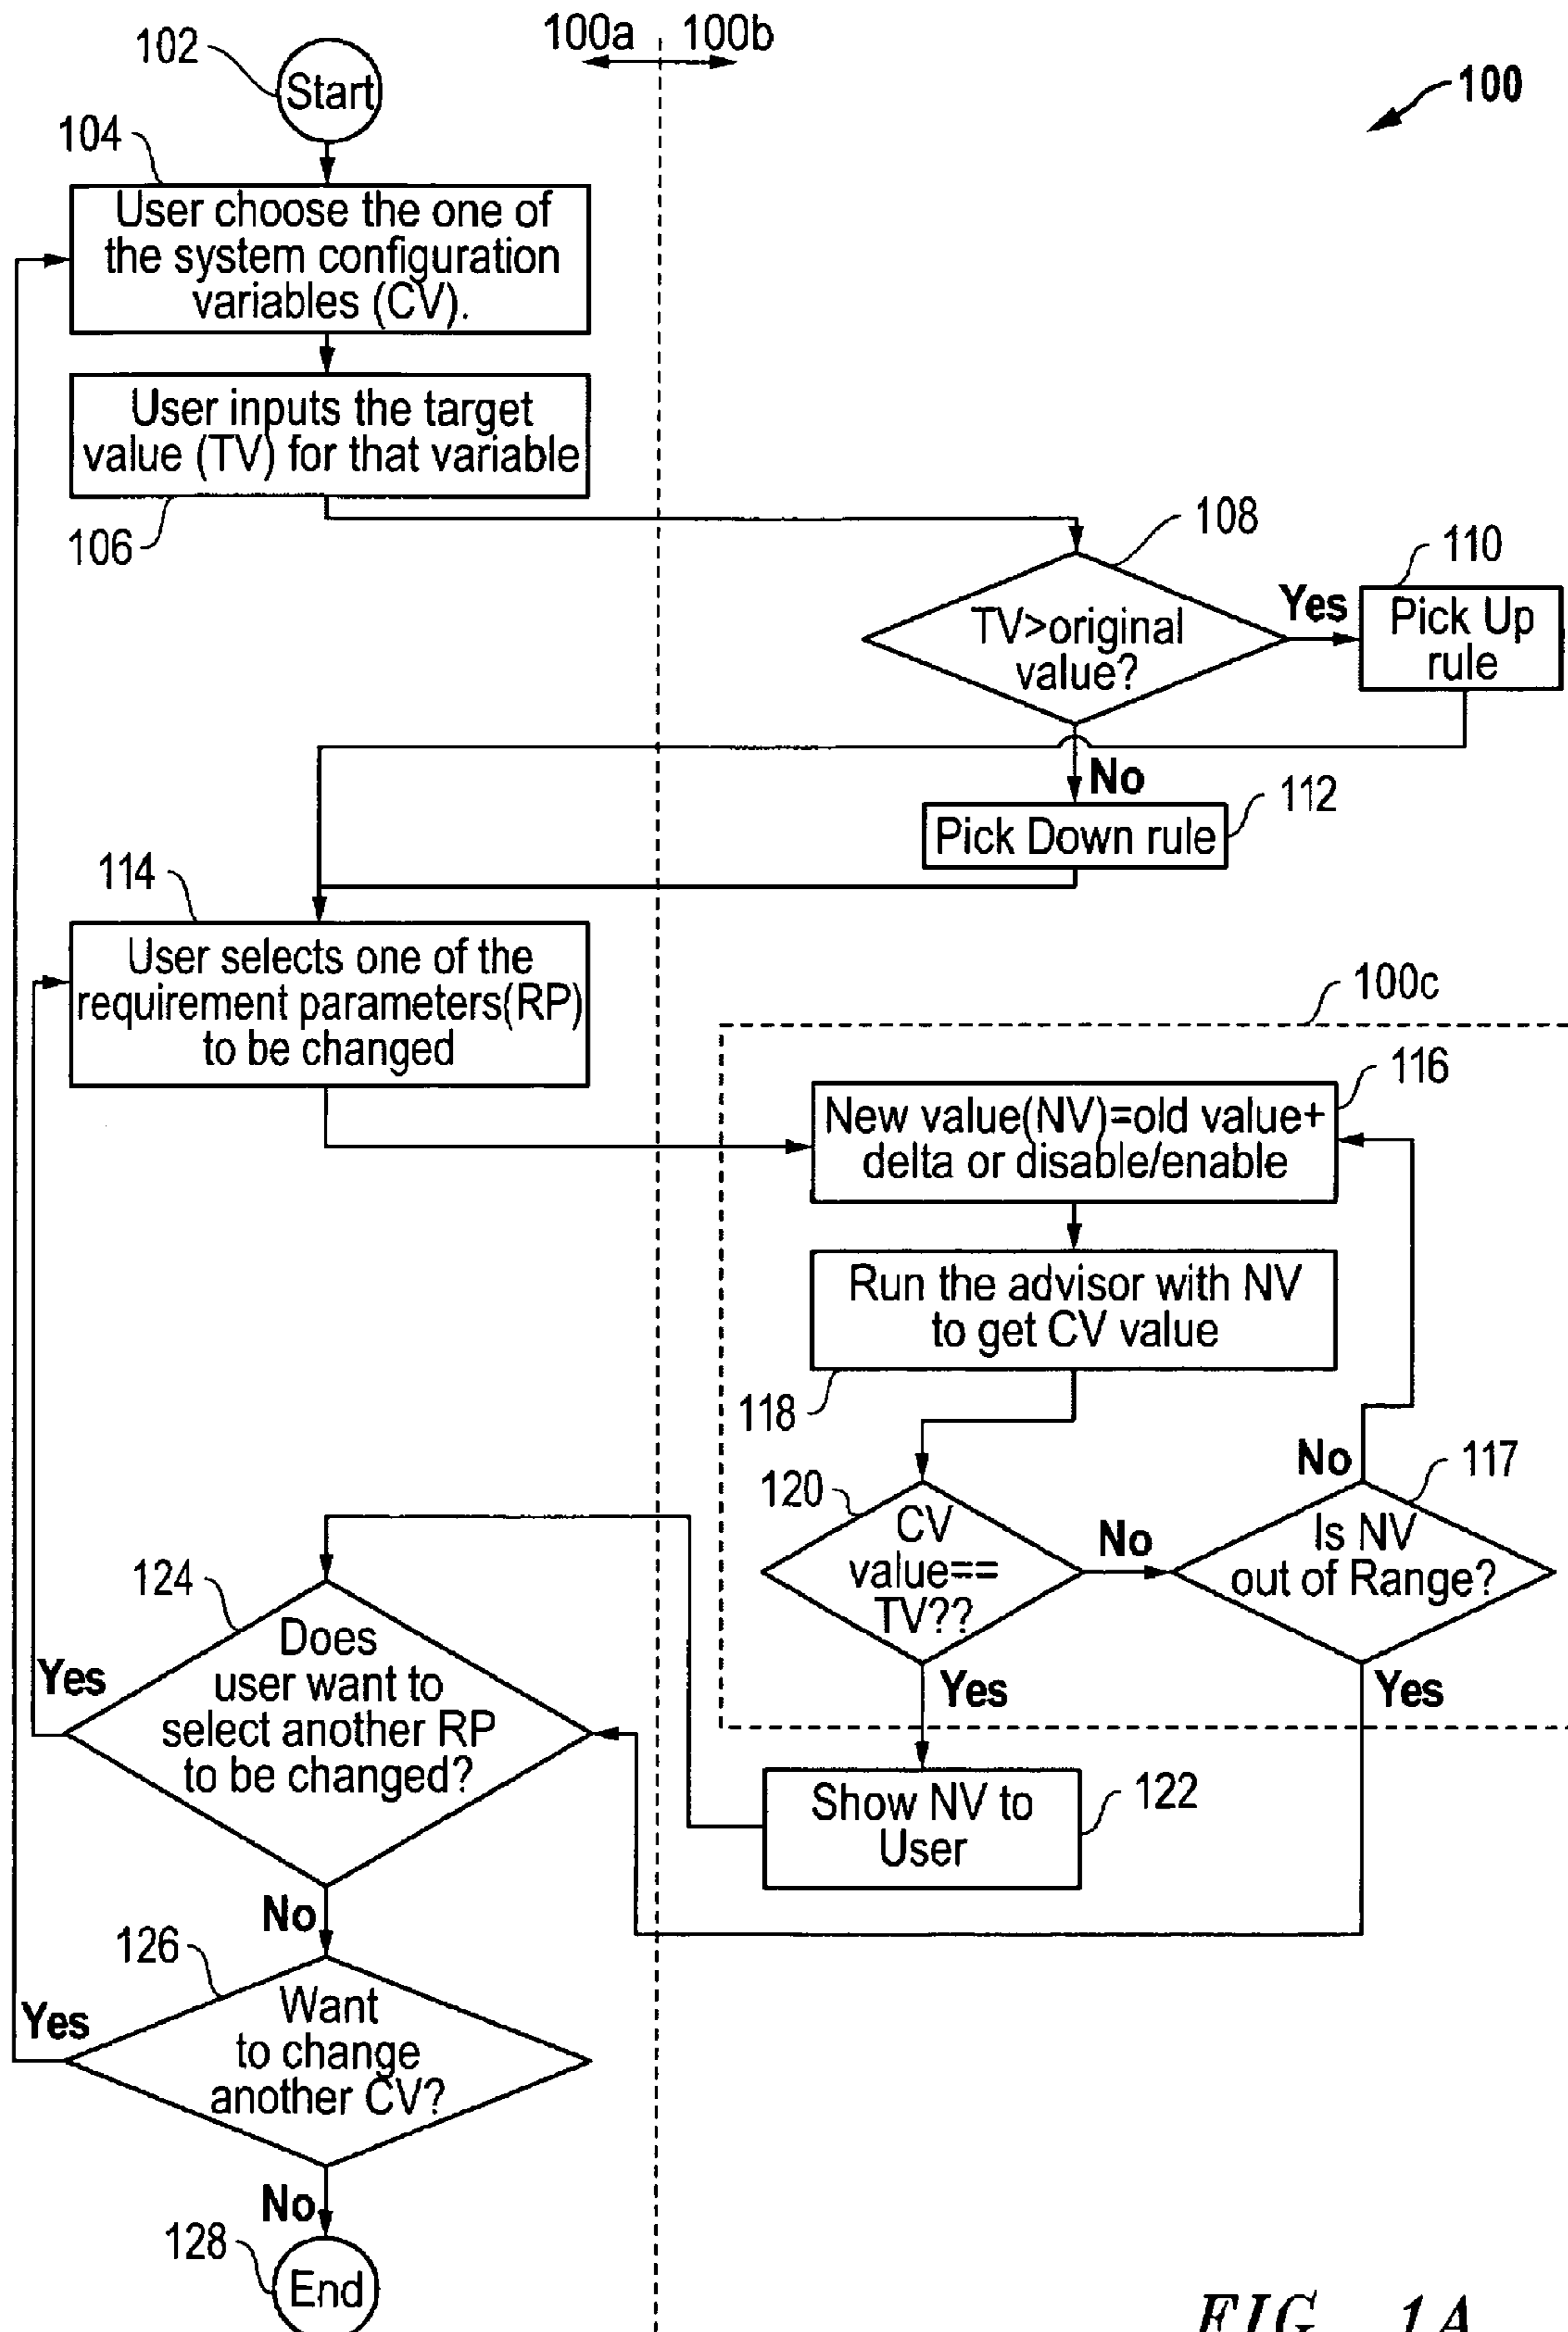 100a 100b
100
102
Start
104
User choose the one of
the system configuration
variables (CV).
User inputs the target
value (TV) for that variable
106
108
TV>original
value?
Yes
110
Pick Up
rule
No
112
Pick Down rule
114
User selects one of the
requirement parameters(RP)
to be changed
100c
116
New value(NV)=old value+
delta or disable/enable
Run the advisor with NV
to get CV value
118
120
CV
value==
TV??
No
No
117
Is NV
out of Range?
Yes
Yes
Show NV to
User
122
124
Does
user want to
select another RP
to be changed?
Yes
No
126
Want
to change
another CV?
Yes
No
128
End
FIG. 1A